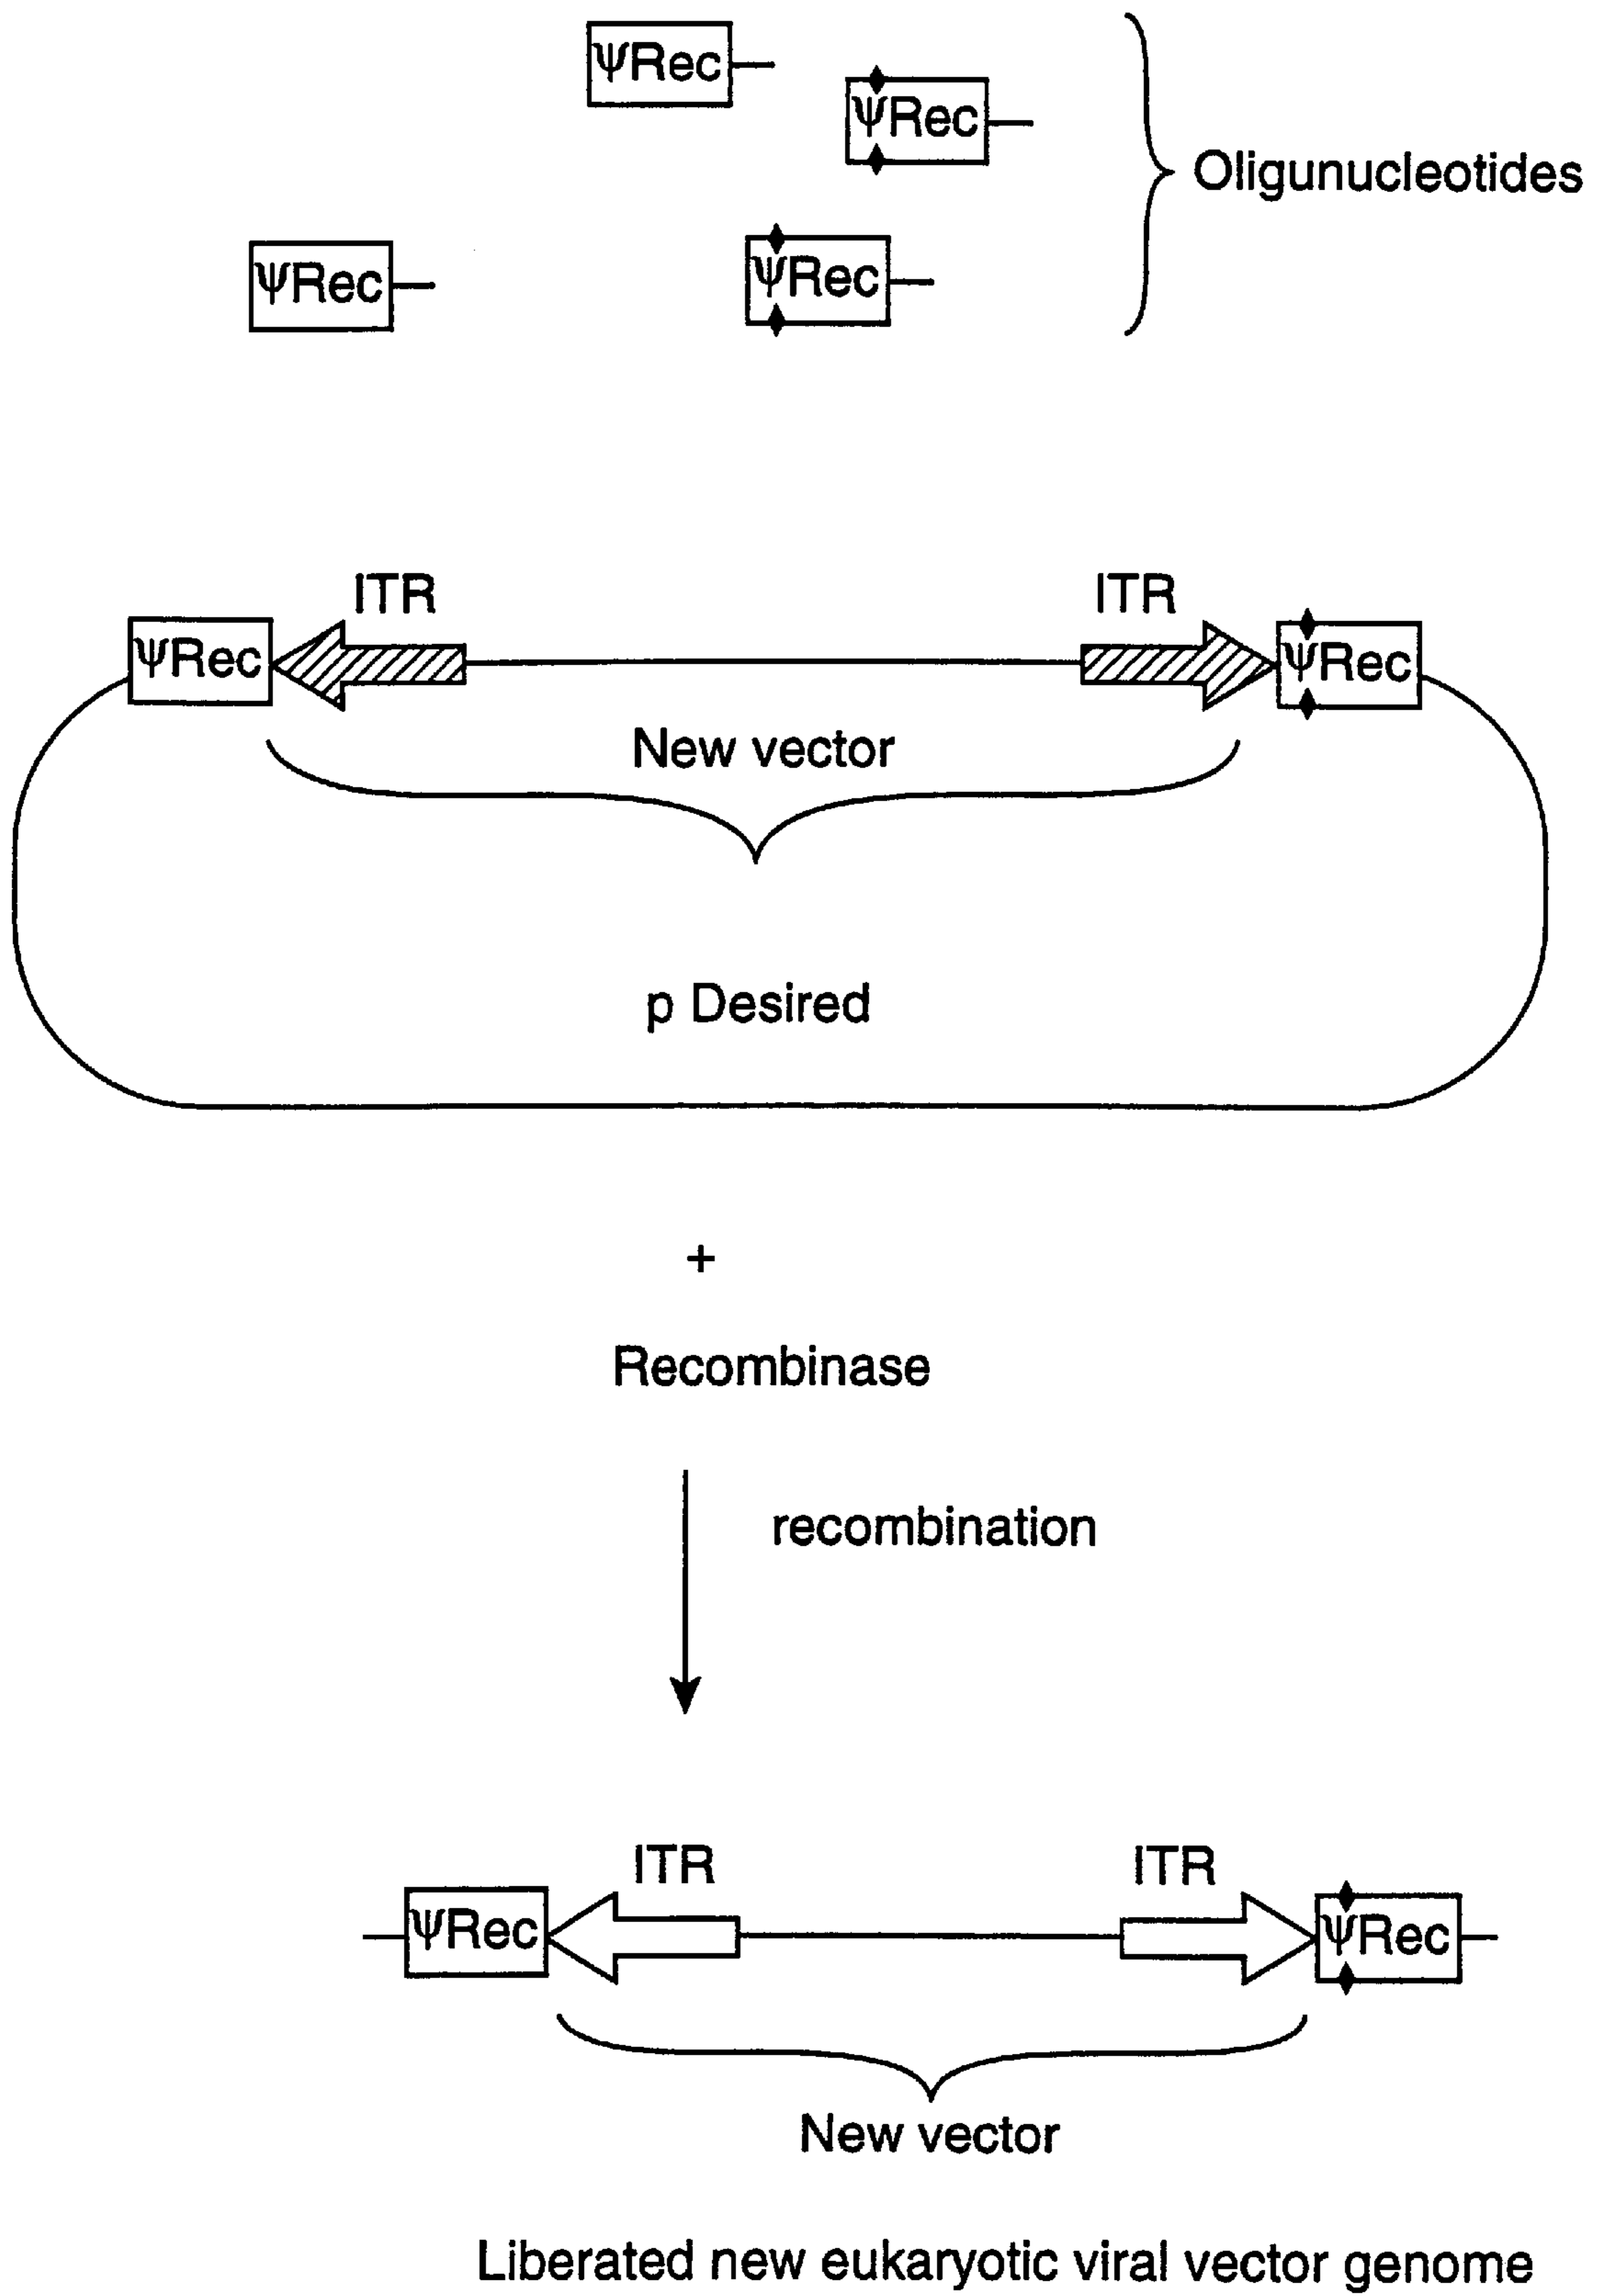 ψRec
ψRec
Oligunucleotides
ψRec
ψRec
ITR
ITR
ψRec
ψRec
New vector
p Desired
+
Recombinase
recombination
ITR
ITR
ψRec
ψRec
New vector
Liberated new eukaryotic viral vector genome